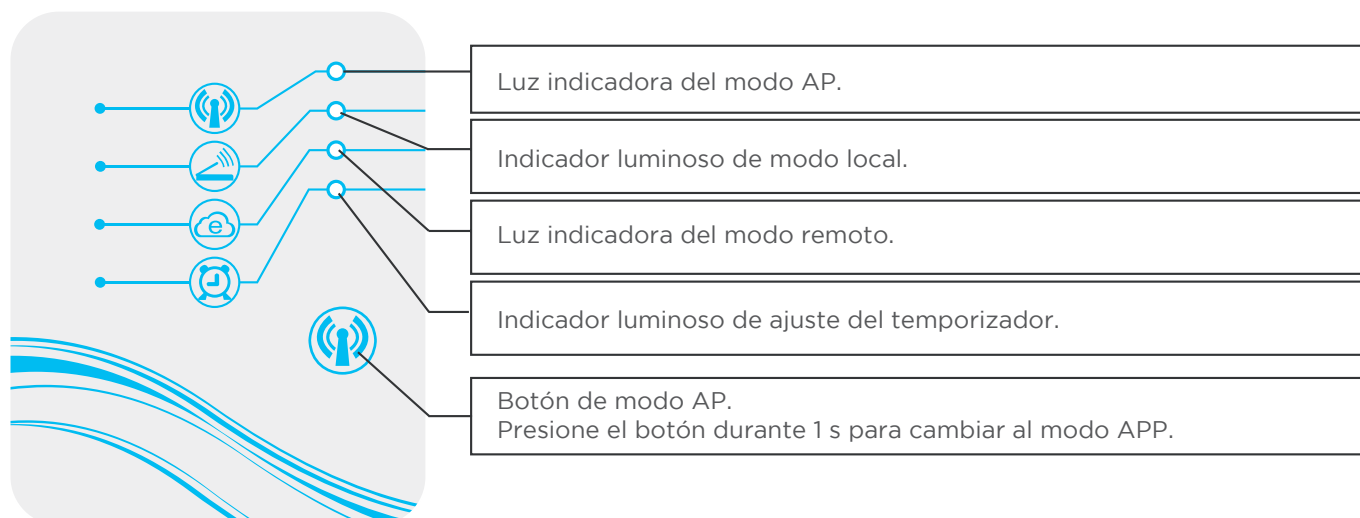 Luz indicadora del modo AP.
Indicador luminoso de modo local.
e
Luz indicadora del modo remoto.
Indicador luminoso de ajuste del temporizador.
Botón de modo AP.
Presione el botón durante 1 s para cambiar al modo APP.